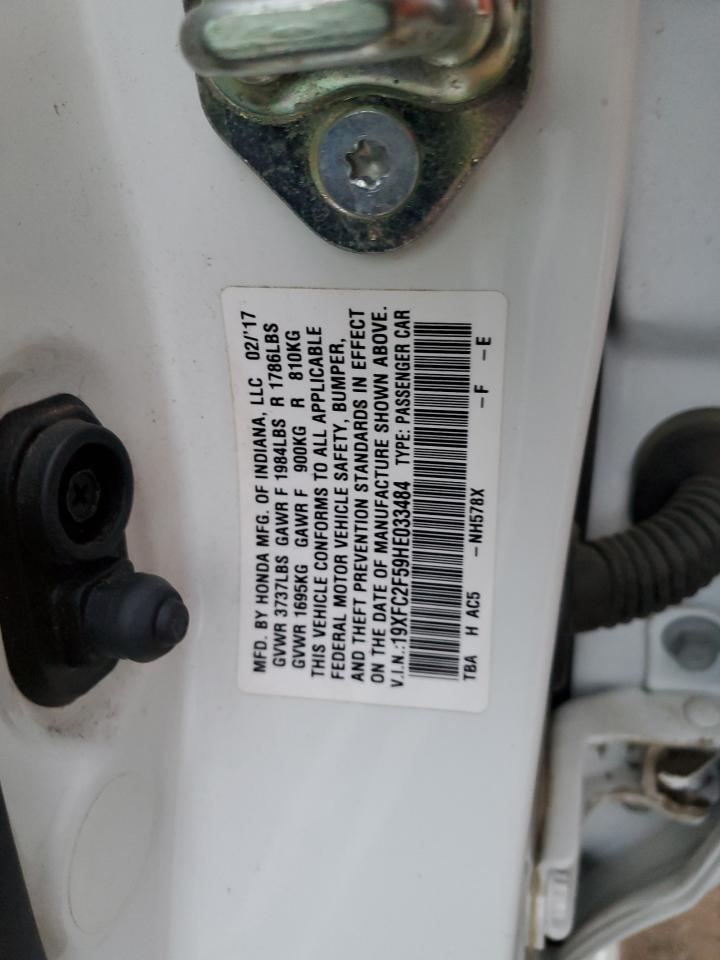 MFD. BY HONDA MFG. OF INDIANA, LLC 02/'17
GVWR 3737LBS GAWR F 1984LBS R 1786LBS
GVWR 1695KG GAWR F 900KG R 810KG
THIS VEHICLE CONFORMS TO ALL APPLICABLE
FEDERAL MOTOR VEHICLE SAFETY, BUMPER,
AND THEFT PREVENTION STANDARDS IN EFFECT
ON THE DATE OF MANUFACTURE SHOWN ABOVE.
V.I.N.:19XFC2F59HE033484 TYPE: PASSENGER CAR
TBA H AC5 -NH578X -F -E